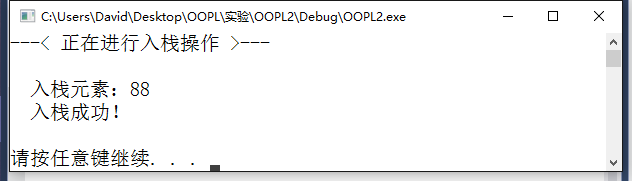 C:\Users\David\Desktop\OOPL\实验\OOPL2\Debug\OOPL2.exe
---< 正在进行入栈操作 >---
入栈元素：88
入栈成功！
请按任意键继续. . .